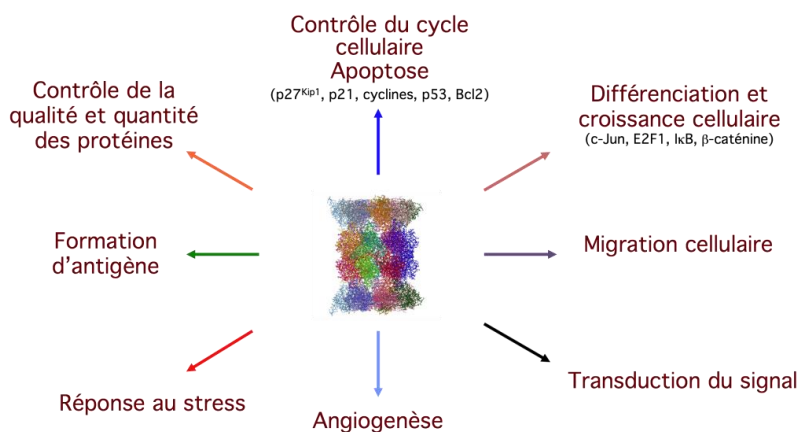 Contrôle du cycle
cellulaire
Apoptose
(p27Kip1, p21, cyclines, p53, Bcl2)
Contrôle de la
qualité et quantité
des protéines
Différenciation et
croissance cellulaire
(c-Jun, E2F1, IκB, β-caténine)
Formation
d'antigène
Migration cellulaire
Réponse au stress
Angiogenèse
Transduction du signal